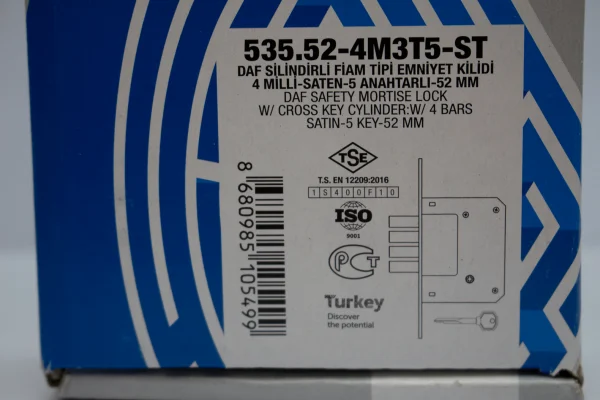 535.52-4M3T5-ST
DAF SİLİNDİRLİ FİAM TİPİ EMNİYET KİLİDİ
4 MİLLİ-SATEN-5 ANAHTARLI-52 MM
DAF SAFETY MORTISE LOCK
W/ CROSS KEY CYLINDER:W/ 4 BARS
SATIN-5 KEY-52 MM
TSE
T.S. EN 12209:2016
1S400F10
ISO
9001
PCT
Turkey
Discover
the potential
8 680985 105499